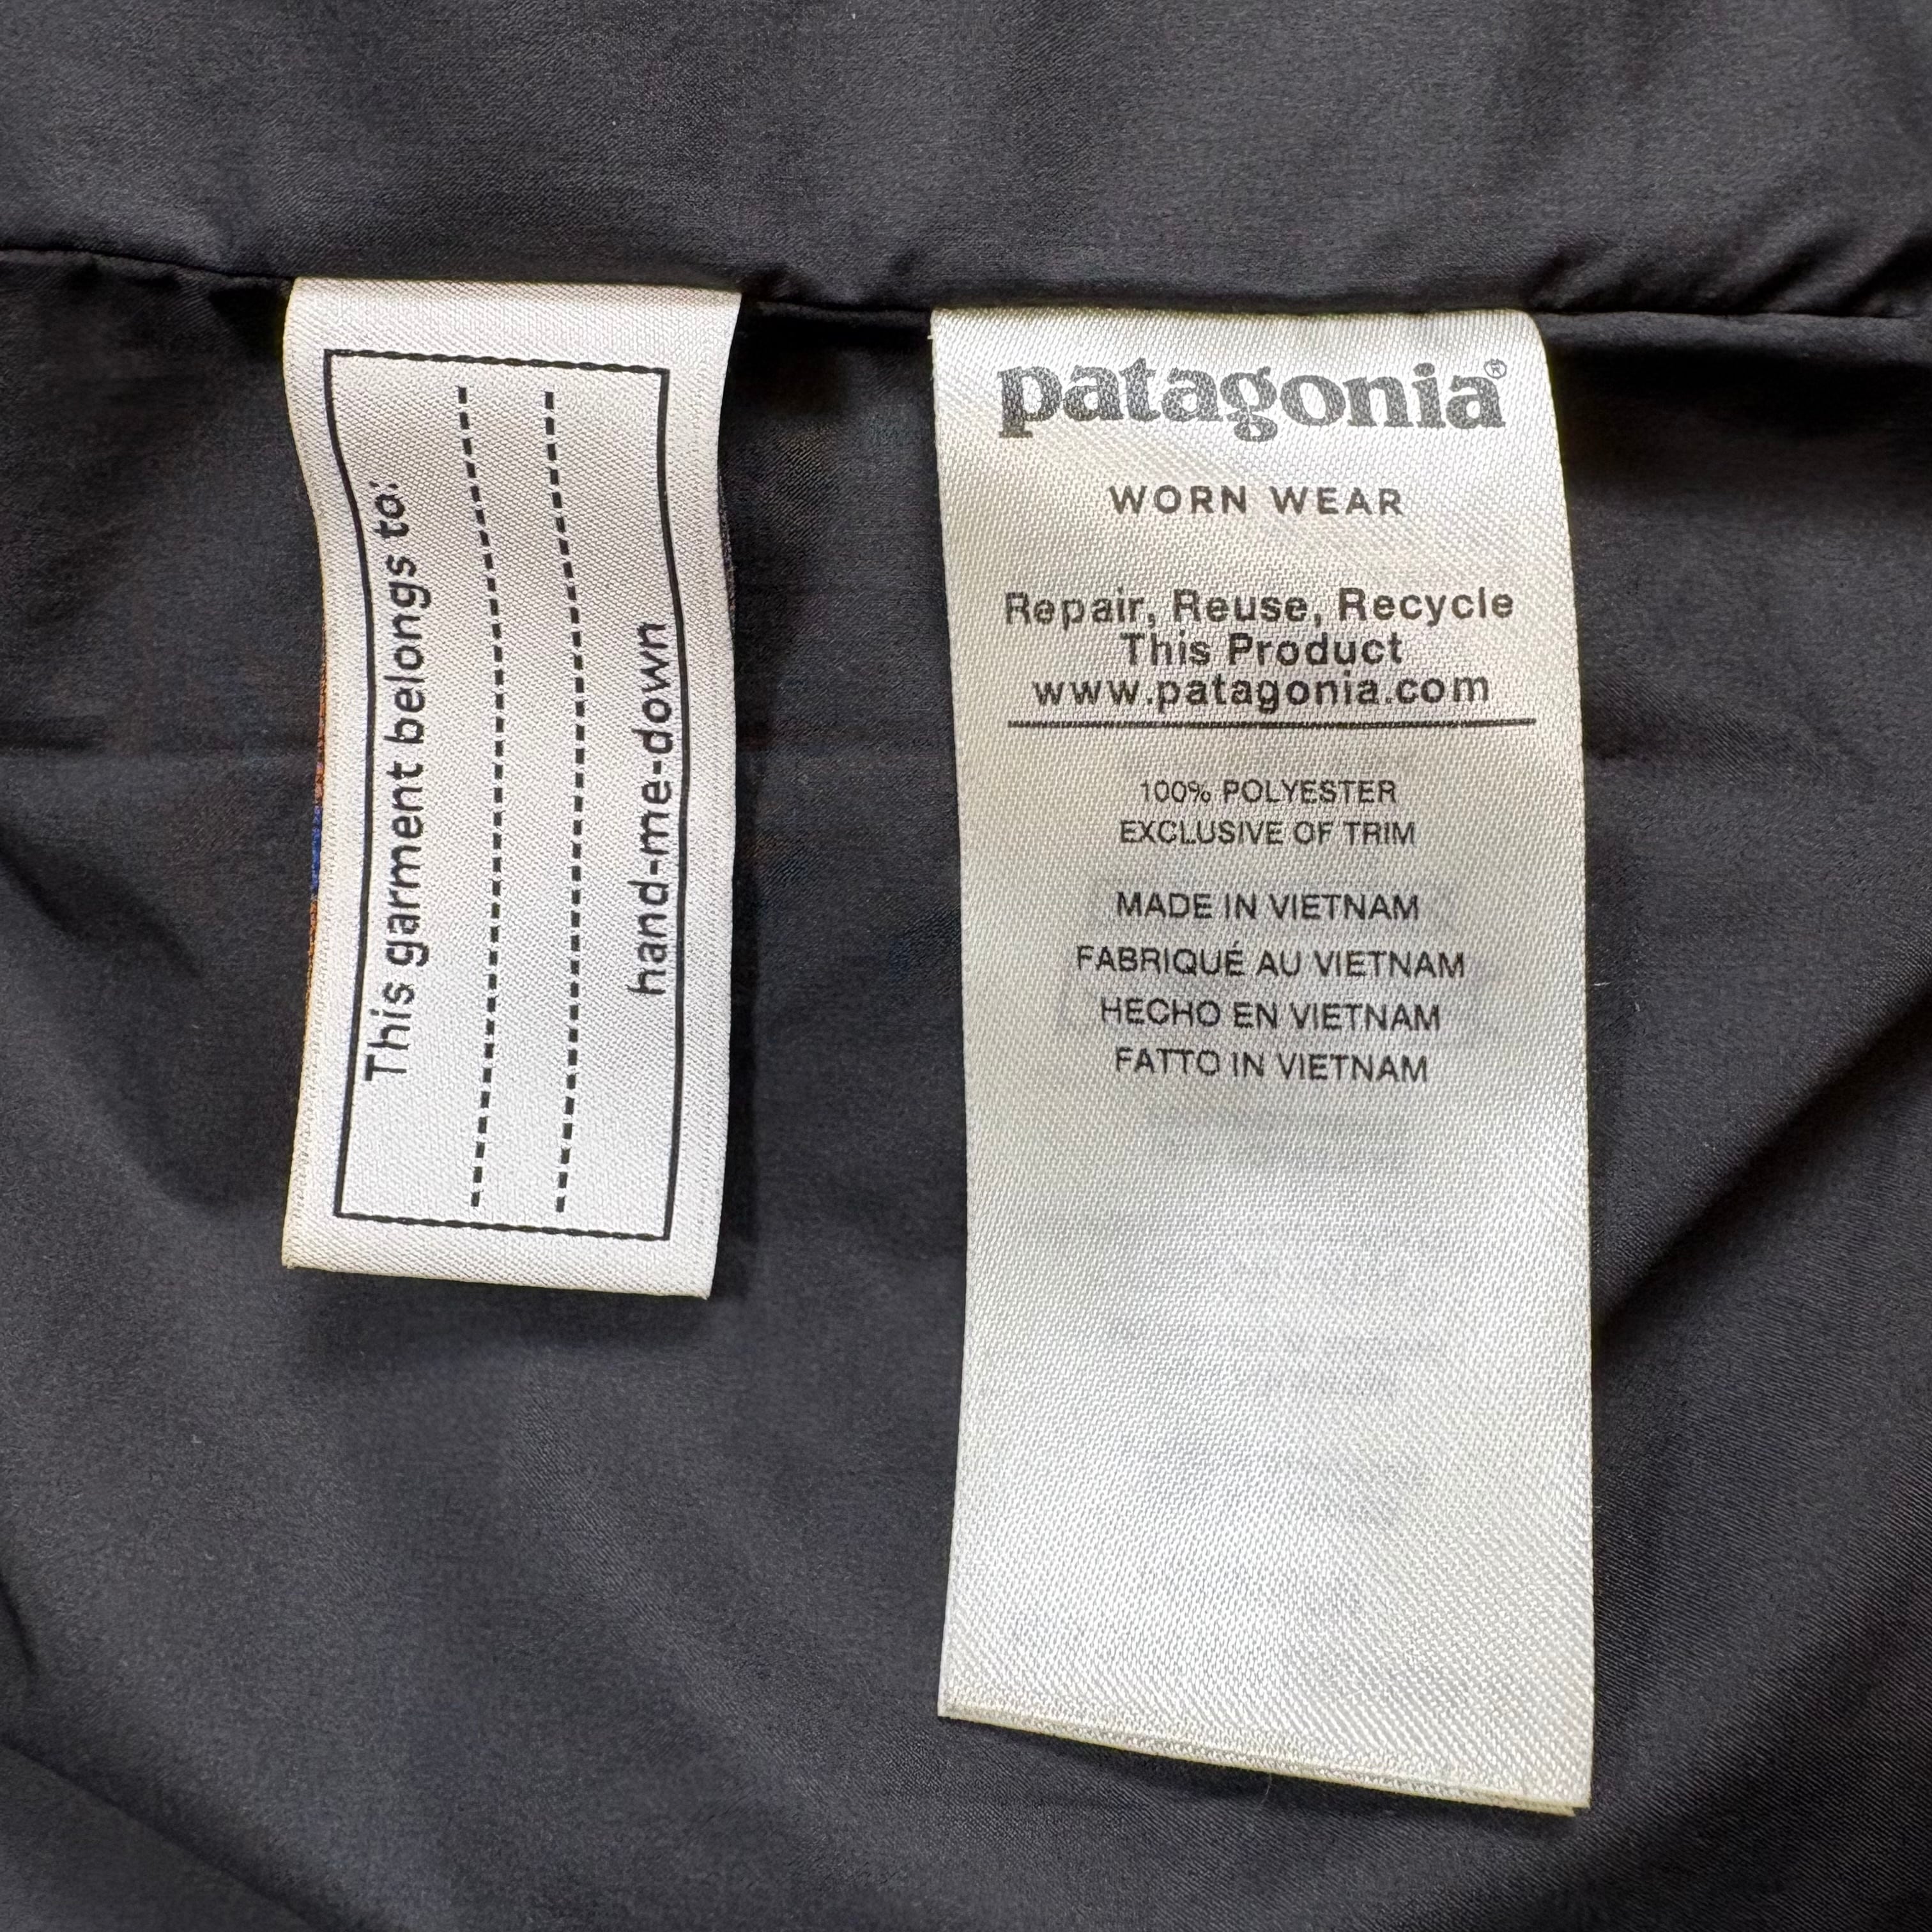 This garment belongs to:
hand-me-down
patagonia®
WORN WEAR
Repair, Reuse, Recycle
This Product
www.patagonia.com
100% POLYESTER
EXCLUSIVE OF TRIM
MADE IN VIETNAM
FABRIQUÉ AU VIETNAM
HECHO EN VIETNAM
FATTO IN VIETNAM